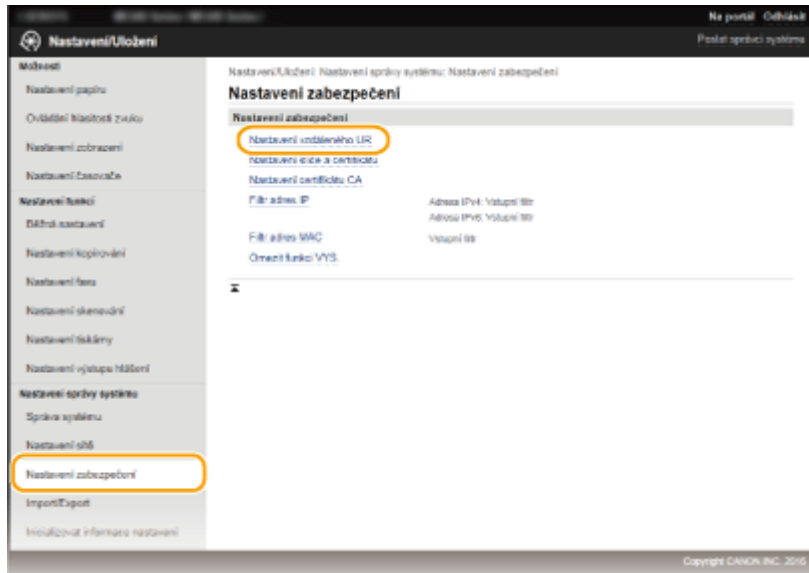 Na portál Odhlásit
Nastavení/Uložení
Poslat správci systému
Možnosti
Nastavení papíru
Ovládání hlasitosti zvuku
Nastavení zobrazení
Nastavení časovače
Nastavení funkcí
Běžná nastavení
Nastavení kopírování
Nastavení faxu
Nastavení skenování
Nastavení tiskárny
Nastavení výstupu hlášení
Nastavení správy systému
Správa systému
Nastavení sítě
Nastavení zabezpečení
Import/Export
Inicializovat informace nastavení
Nastavení/Uložení: Nastavení správy systému: Nastavení zabezpečení
Nastavení zabezpečení
Nastavení zabezpečení
Nastavení vzdáleného UR
Nastavení klíče a certifikátu
Nastavení certifikátu CA
Filtr adres IP
Adresa IPv4: Vstupní filtr
Adresa IPv6: Vstupní filtr
Filtr adres MAC
Vstupní filtr
Omezit funkci VYS.
Copyright CANON INC. 2016